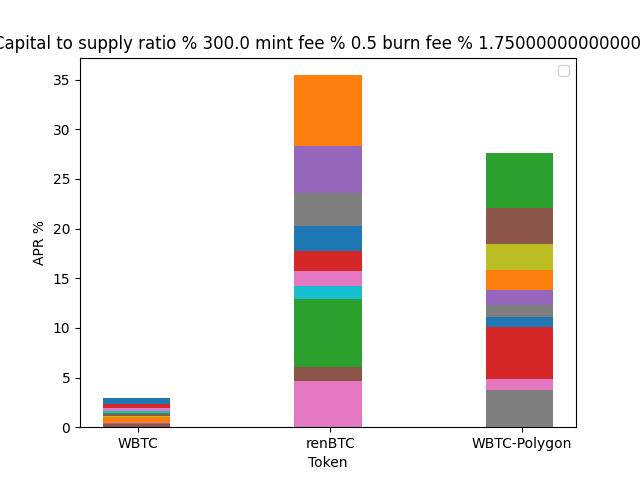 Capital to supply ratio % 300.0 mint fee % 0.5 burn fee % 1.75000000000000
35
30
25
20
15
10
5
0
APR %
WBTC
renBTC
WBTC-Polygon
Token